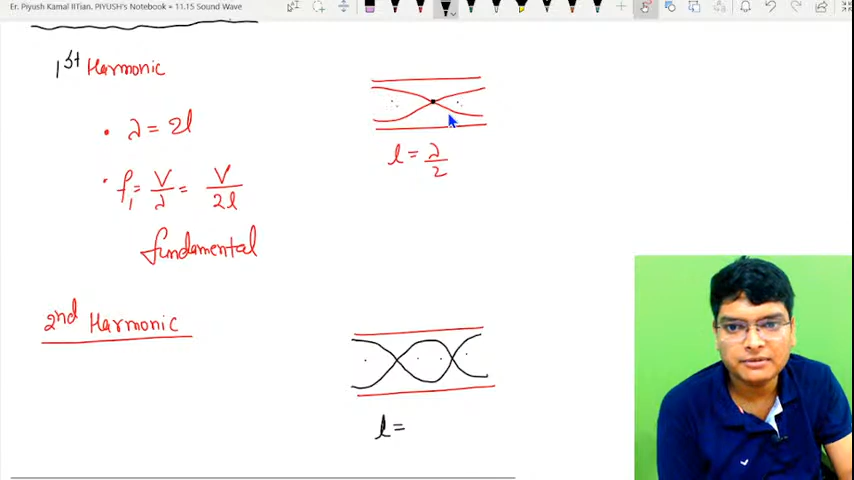 Er. Piyush Kamal IITian. PIYUSH's Notebook = 11.15 Sound Wave
1st Harmonic
• λ = 2l
l = λ/2
• f₁ = V/λ = V/2l
fundamental
2nd Harmonic
l =